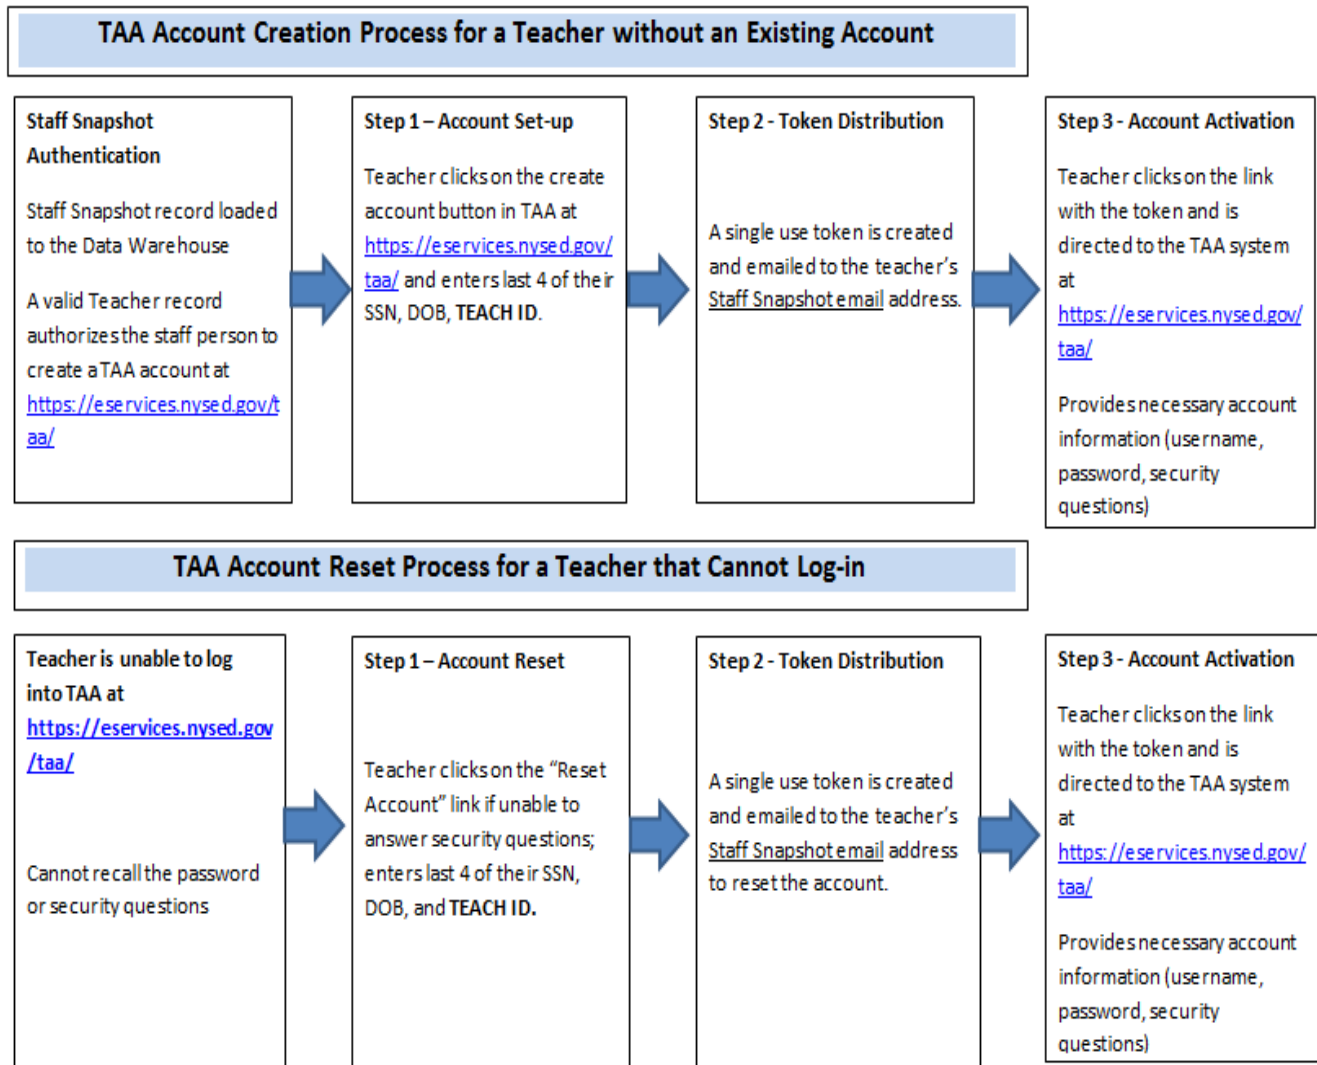 TAA Account Creation Process for a Teacher without an Existing Account
Staff Snapshot
Authentication
Staff Snapshot record loaded
to the Data Warehouse
A valid Teacher record
authorizes the staff person to
create a TAA account at
https://eservices.nysed.gov/t
aa/
Step 1 – Account Set-up
Teacher clicks on the create
account button in TAA at
https://eservices.nysed.gov/
taa/ and enters last 4 of their
SSN, DOB, TEACH ID.
Step 2 - Token Distribution
A single use token is created
and emailed to the teacher's
Staff Snapshot email address.
Step 3 - Account Activation
Teacher clicks on the link
with the token and is
directed to the TAA system
at
https://eservices.nysed.gov/
taa/
Provides necessary account
information (username,
password, security
questions)
TAA Account Reset Process for a Teacher that Cannot Log-in
Teacher is unable to log
into TAA at
https://eservices.nysed.gov
/taa/
Cannot recall the password
or security questions
Step 1 – Account Reset
Teacher clicks on the “Reset
Account” link if unable to
answer security questions;
enters last 4 of their SSN,
DOB, and TEACH ID.
Step 2 - Token Distribution
A single use token is created
and emailed to the teacher's
Staff Snapshot email address
to reset the account.
Step 3 - Account Activation
Teacher clicks on the link
with the token and is
directed to the TAA system
at
https://eservices.nysed.gov/
taa/
Provides necessary account
information (username,
password, security
questions)